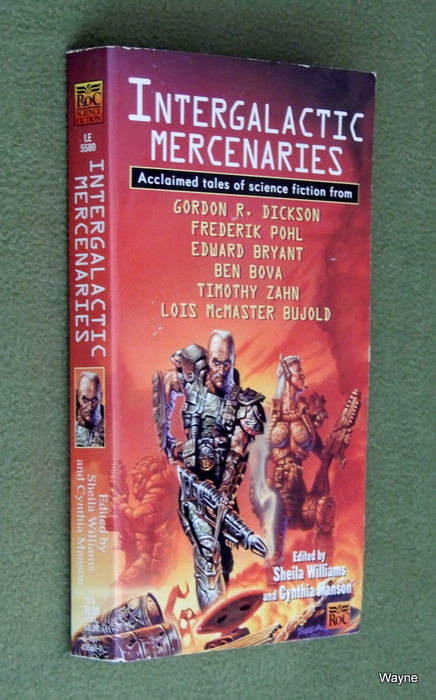 ROC
SCIENCE
FICTION
LE
5580
INTERGALACTIC
MERCENARIES
Edited by
Sheila Williams
and Cynthia Manson
INTERGALACTIC
MERCENARIES
Acclaimed tales of science fiction from
GORDON R. DICKSON
FREDERIK POHL
EDWARD BRYANT
BEN BOVA
TIMOTHY ZAHN
LOIS McMASTER BUJOLD
Edited by
Sheila Williams
and Cynthia Manson
ROC
Wayne